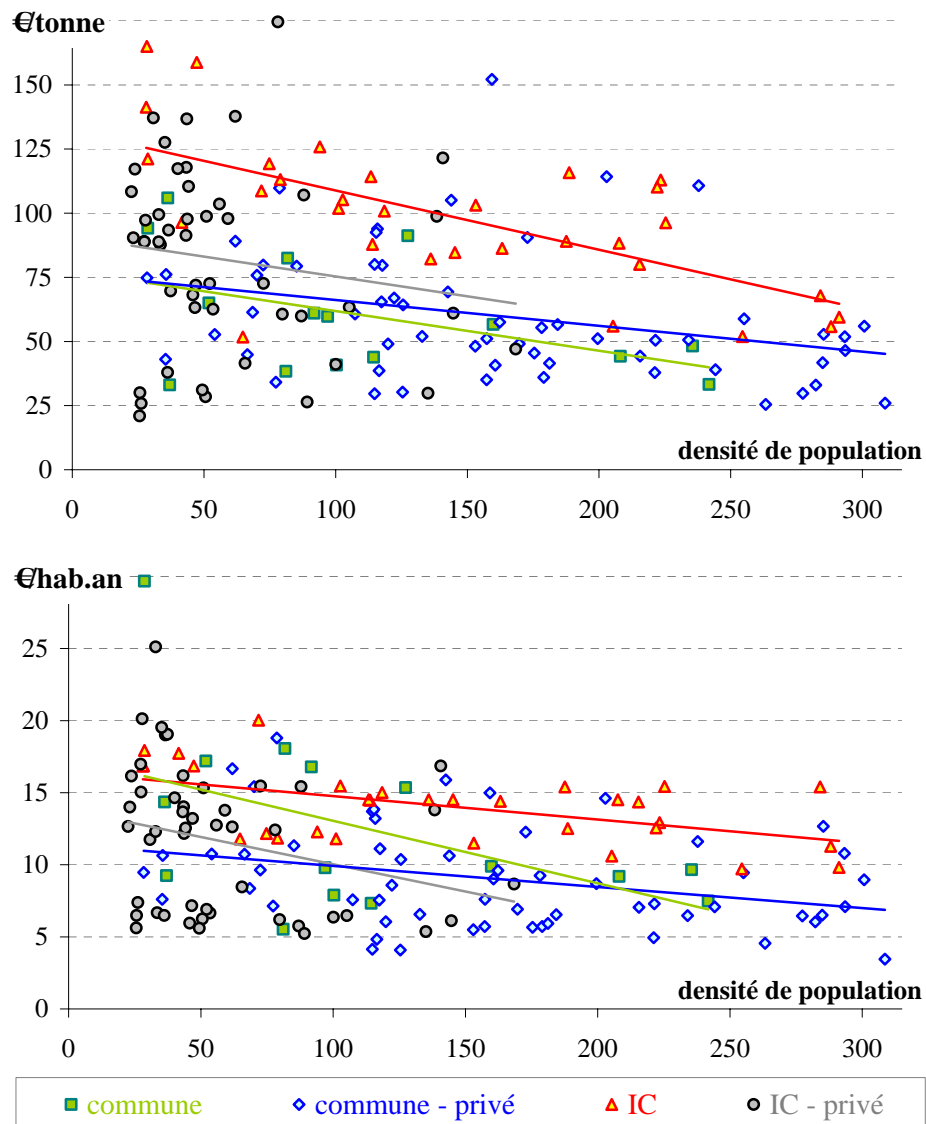 €/tonne
150
125
100
75
50
25
densité de population
0
0 50 100 150 200 250 300
€/hab.an
25
20
15
10
5
densité de population
0
0 50 100 150 200 250 300
commune commune - privé IC IC - privé